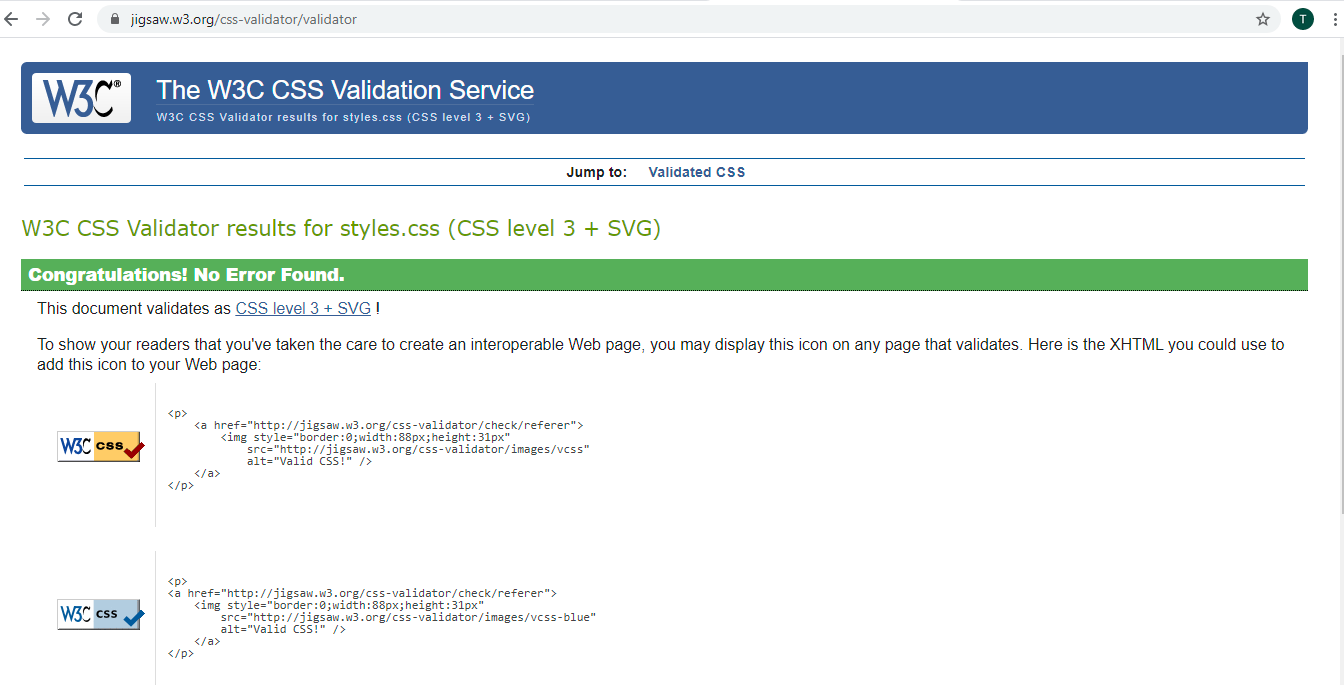 jigsaw.w3.org/css-validator/validator
T
W3C®
The W3C CSS Validation Service
W3C CSS Validator results for styles.css (CSS level 3 + SVG)
Jump to: Validated CSS
W3C CSS Validator results for styles.css (CSS level 3 + SVG)
Congratulations! No Error Found.
This document validates as CSS level 3 + SVG !
To show your readers that you've taken the care to create an interoperable Web page, you may display this icon on any page that validates. Here is the XHTML you could use to
add this icon to your Web page:
W3C css
<p>
<a href="http://jigsaw.w3.org/css-validator/check/referer">
<img style="border:0;width:88px;height:31px"
src="http://jigsaw.w3.org/css-validator/images/vcss"
alt="Valid CSS!" />
</a>
</p>
W3C css
<p>
<a href="http://jigsaw.w3.org/css-validator/check/referer">
<img style="border:0;width:88px;height:31px"
src="http://jigsaw.w3.org/css-validator/images/vcss-blue"
alt="Valid CSS!" />
</a>
</p>